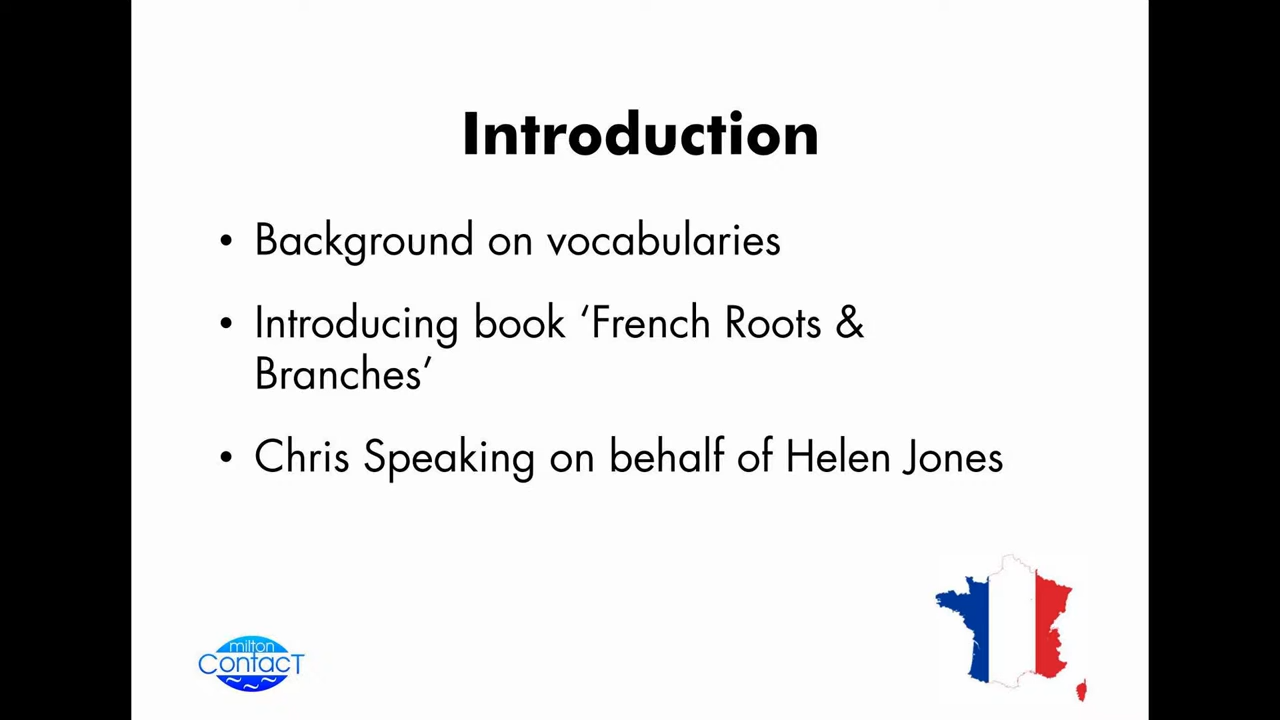 Introduction
• Background on vocabularies
• Introducing book ‘French Roots &
Branches’
• Chris Speaking on behalf of Helen Jones
milton
ContacT